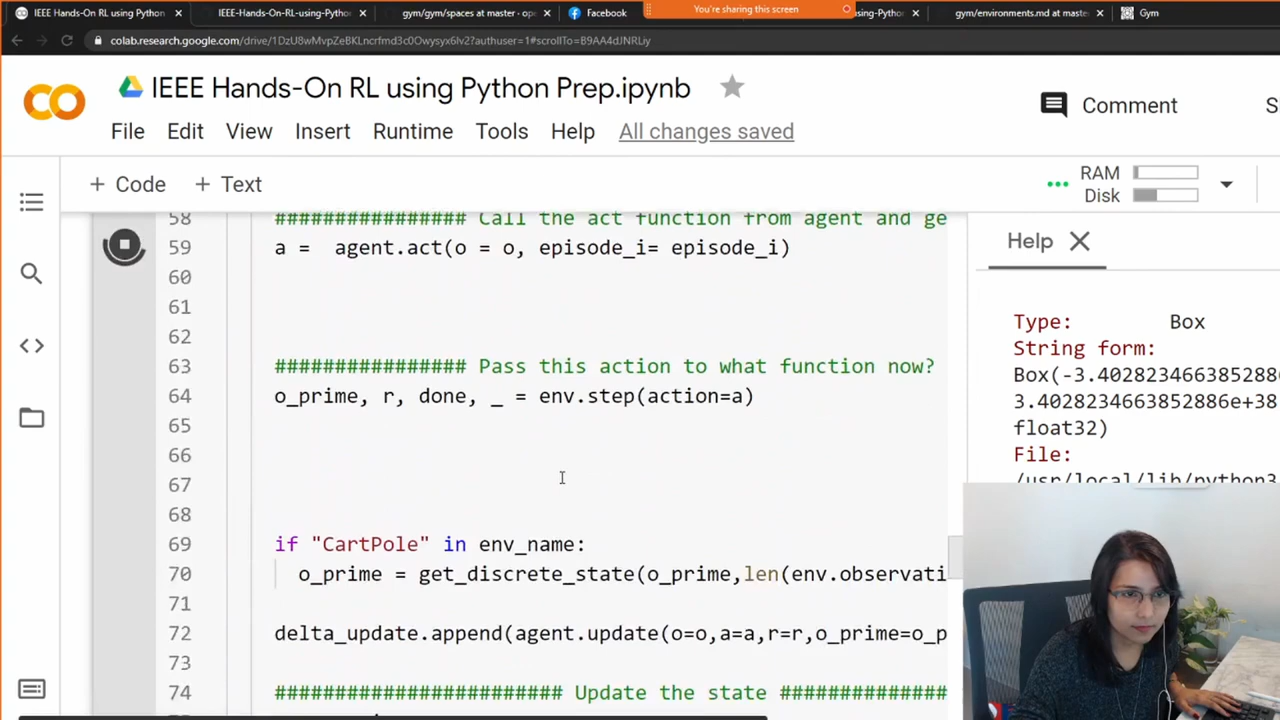 IEEE Hands-On RL using Python
IEEE-Hands-On-RL-using-Python-
gym/gym/spaces at master · op
Facebook
You're sharing this screen
using-Python-
gym/environments.md at maste
Gym
colab.research.google.com/drive/1DzU8wMvpZeBKLncrfmd3c0Owysyx6lv2?authuser=1#scrollTo=B9AA4dJNRLiy
IEEE Hands-On RL using Python Prep.ipynb
Comment
S
File Edit View Insert Runtime Tools Help All changes saved
+ Code + Text
RAM
Disk
58 ################ Call the act function from agent and ge
59 a = agent.act(o = o, episode_i= episode_i)
60
61
62
63 ################ Pass this action to what function now?
64 o_prime, r, done, _ = env.step(action=a)
65
66
67
68
69 if "CartPole" in env_name:
70 o_prime = get_discrete_state(o_prime,len(env.observati
71
72 delta_update.append(agent.update(o=o,a=a,r=r,o_prime=o_p
73
74 ######################## Update the state ###############
Help
Type: Box
String form:
Box(-3.4028234663852886
3.4028234663852886e+38
float32)
File:
/usr/local/lib/python3